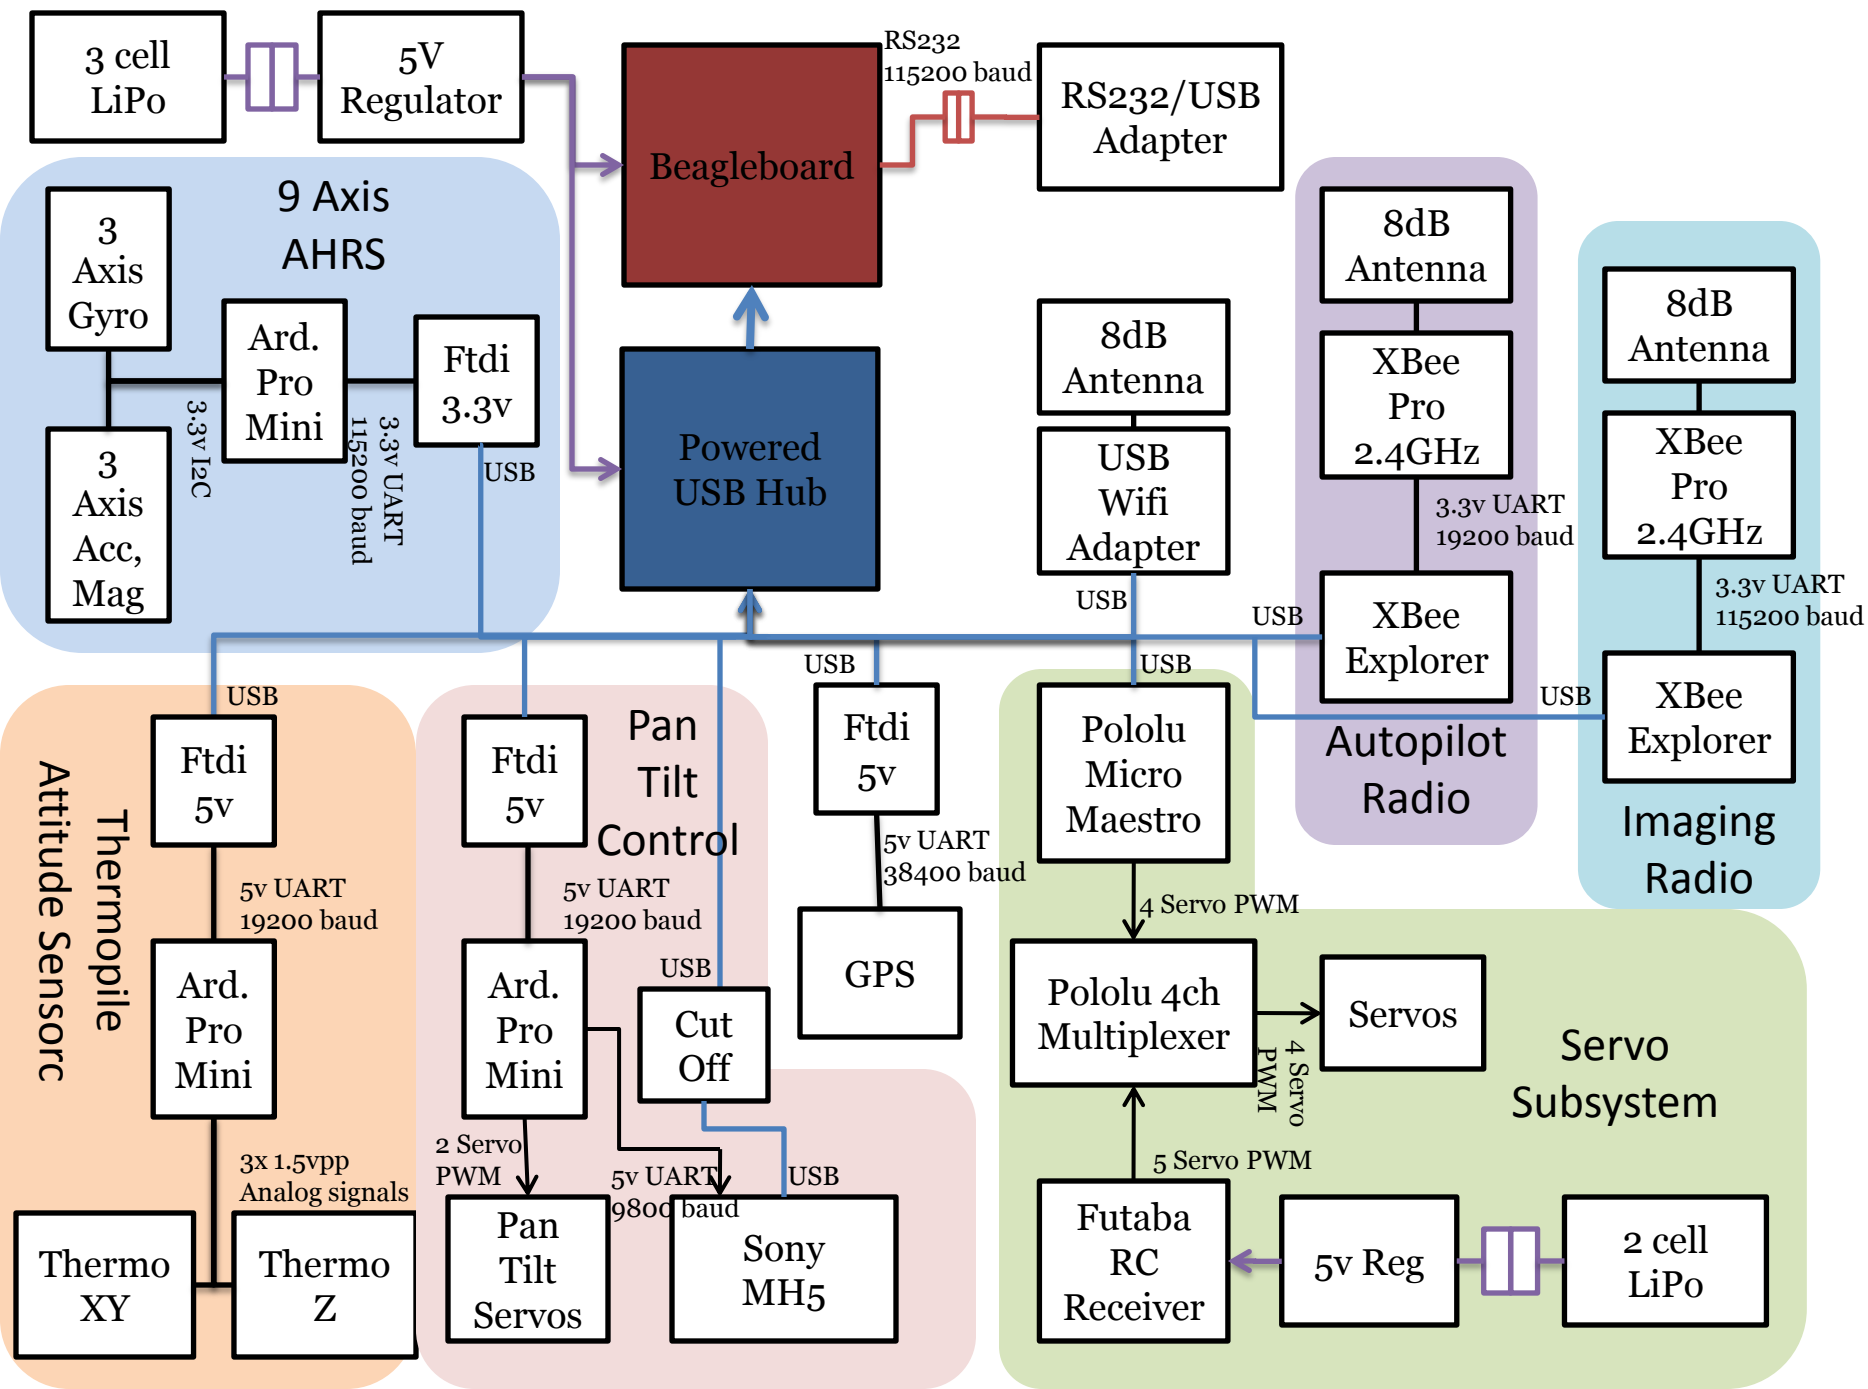 3 cell
LiPo
5V
Regulator
Beagleboard
RS232
115200 baud
RS232/USB
Adapter
9 Axis
AHRS
3
Axis
Gyro
Ard.
Pro
Mini
Ftdi
3.3v
3
Axis
Acc,
Mag
3.3v I2C
3.3v UART
115200 baud
USB
Powered
USB Hub
8dB
Antenna
USB
Wifi
Adapter
USB
8dB
Antenna
XBee
Pro
2.4GHz
3.3v UART
19200 baud
USB
XBee
Explorer
Autopilot
Radio
8dB
Antenna
XBee
Pro
2.4GHz
3.3v UART
115200 baud
USB
XBee
Explorer
Imaging
Radio
USB
Ftdi
5v
Thermopile
Attitude Sensorc
5v UART
19200 baud
Ard.
Pro
Mini
3x 1.5vpp
Analog signals
Thermo
XY
Thermo
Z
Ftdi
5v
Pan
Tilt
Control
5v UART
19200 baud
Ard.
Pro
Mini
USB
Cut
Off
2 Servo
PWM
5v UART
9800 baud
USB
Pan
Tilt
Servos
Sony
MH5
USB
Ftdi
5v
5v UART
38400 baud
GPS
USB
Pololu
Micro
Maestro
4 Servo PWM
Pololu 4ch
Multiplexer
4 Servo
PWM
Servos
Servo
Subsystem
5 Servo PWM
Futaba
RC
Receiver
5v Reg
2 cell
LiPo